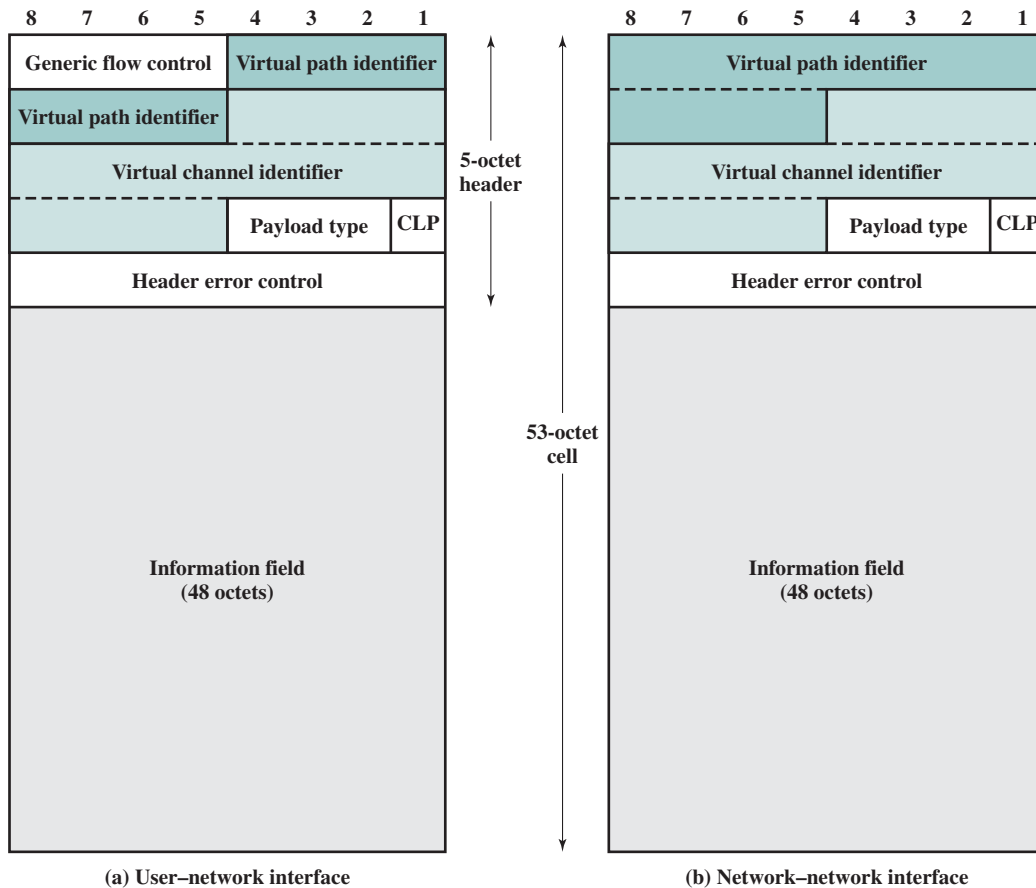 8 7 6 5 4 3 2 1
Generic flow control
Virtual path identifier
Virtual path identifier
Virtual channel identifier
Payload type
CLP
Header error control
Information field
(48 octets)
(a) User–network interface
5-octet
header
53-octet
cell
8 7 6 5 4 3 2 1
Virtual path identifier
Virtual channel identifier
Payload type
CLP
Header error control
Information field
(48 octets)
(b) Network–network interface